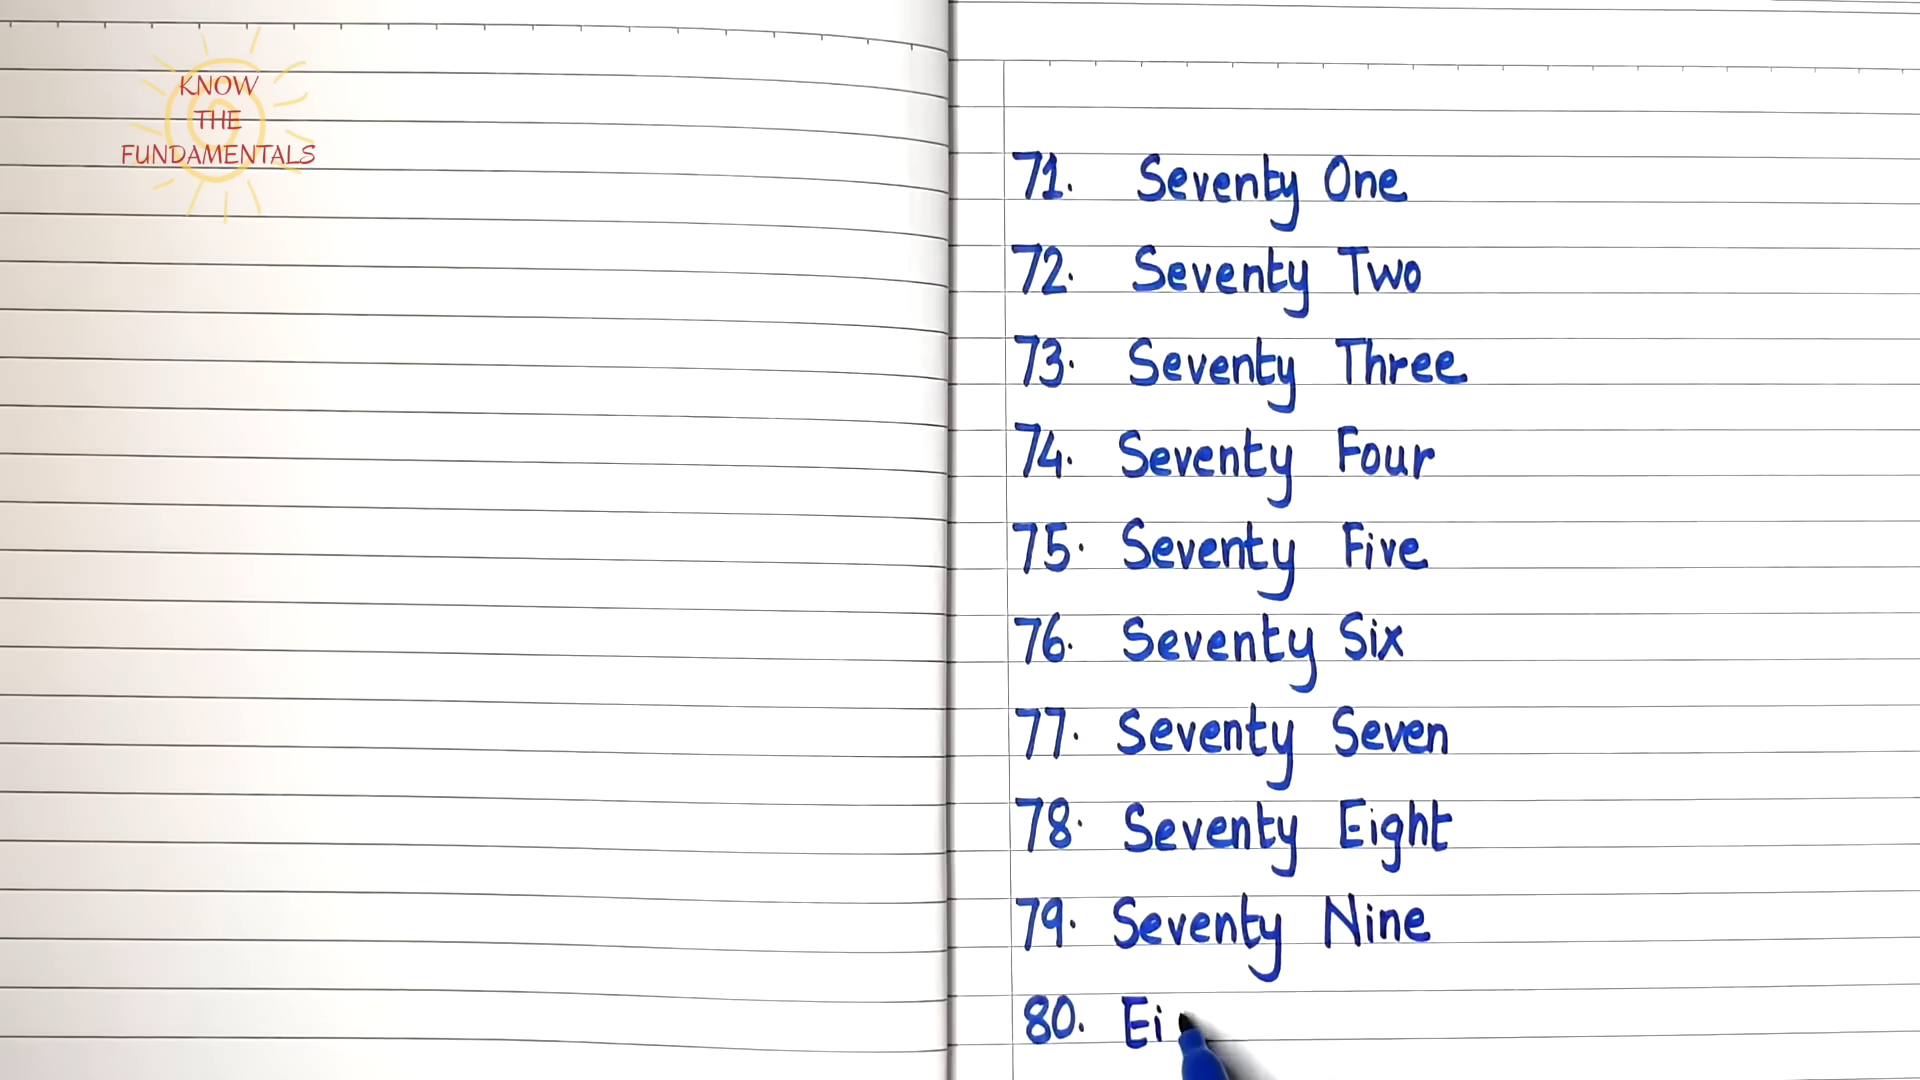 KNOW
THE
FUNDAMENTALS
71. Seventy One
72. Seventy Two
73. Seventy Three
74. Seventy Four
75. Seventy Five
76. Seventy Six
77. Seventy Seven
78. Seventy Eight
79. Seventy Nine
80. Ei